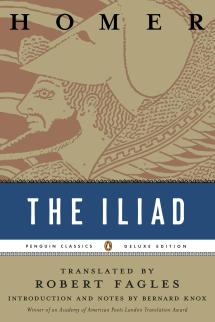 HOMER
THE ILIAD
PENGUIN CLASSICS DELUXE EDITION
TRANSLATED BY
ROBERT FAGLES
INTRODUCTION AND NOTES BY BERNARD KNOX
Winner of an Academy of American Poets Landon Translation Award